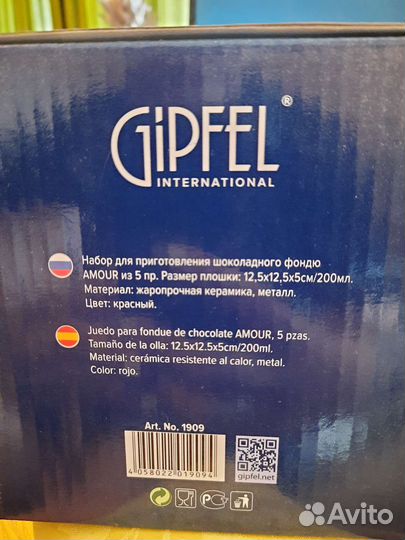 GiPFEL®
INTERNATIONAL
Набор для приготовления шоколадного фондю
AMOUR из 5 пр. Размер плошки: 12,5х12,5х5см/200мл.
Материал: жаропрочная керамика, металл.
Цвет: красный.
Juedo para fondue de chocolate AMOUR, 5 pzas.
Tamaño de la olla: 12.5x12.5x5cm/200ml.
Material: cerámica resistente al calor, metal.
Color: rojo.
Art. No. 1909
4 058022 019094
gipfel.net
Avito